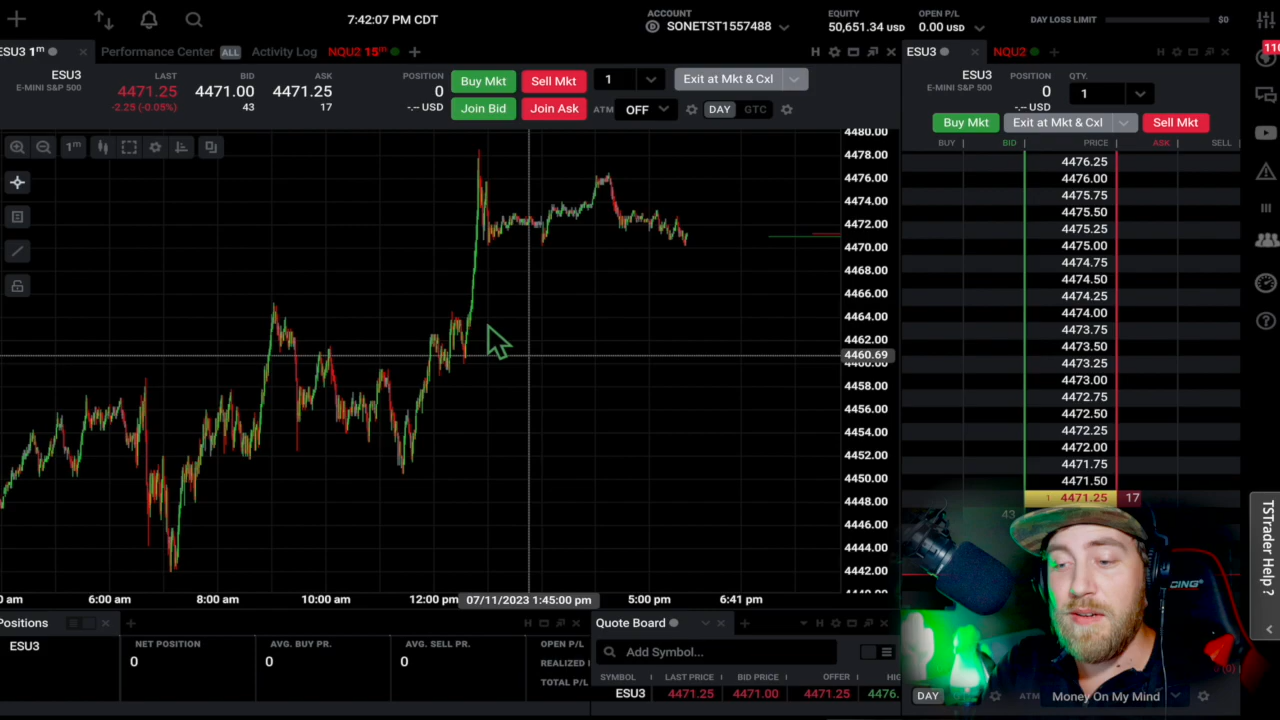 7:42:07 PM CDT
ACCOUNT
SONETST1557488
EQUITY
50,651.34 USD
OPEN P/L
0.00 USD
DAY LOSS LIMIT
$0
ESU3 1m
Performance Center ALL
Activity Log
NQU2 15m
H
ESU3
E-MINI S&P 500
LAST
4471.25
-2.25 (-0.05%)
BID
4471.00
43
ASK
4471.25
17
POSITION
0
-.-- USD
Buy Mkt
Sell Mkt
1
Exit at Mkt & Cxl
Join Bid
Join Ask
ATM
OFF
DAY
GTC
1m
4480.00
4478.00
4476.00
4474.00
4472.00
4470.00
4468.00
4466.00
4464.00
4462.00
4460.69
4458.00
4456.00
4454.00
4452.00
4450.00
4448.00
4446.00
4444.00
4442.00
am
6:00 am
8:00 am
10:00 am
12:00 pm
07/11/2023 1:45:00 pm
5:00 pm
6:41 pm
ESU3
NQU2
H
ESU3
E-MINI S&P 500
POSITION
0
-.-- USD
QTY.
1
Buy Mkt
Exit at Mkt & Cxl
Sell Mkt
BUY
BID
PRICE
ASK
SELL
4476.25
4476.00
4475.75
4475.50
4475.25
4475.00
4474.75
4474.50
4474.25
4474.00
4473.75
4473.50
4473.25
4473.00
4472.75
4472.50
4472.25
4472.00
4471.75
4471.50
1 4471.25 17
43
DAY
ATM
Money On My Mind
TSTrader Help ?
Positions
H
NET POSITION
AVG. BUY PR.
AVG. SELL PR.
OPEN P/L
ESU3
0
0
0
REALIZED
TOTAL P/L
Quote Board
H
Add Symbol...
SYMBOL
LAST PRICE
BID PRICE
OFFER
ESU3
4471.25
4471.00
4471.25
4476.